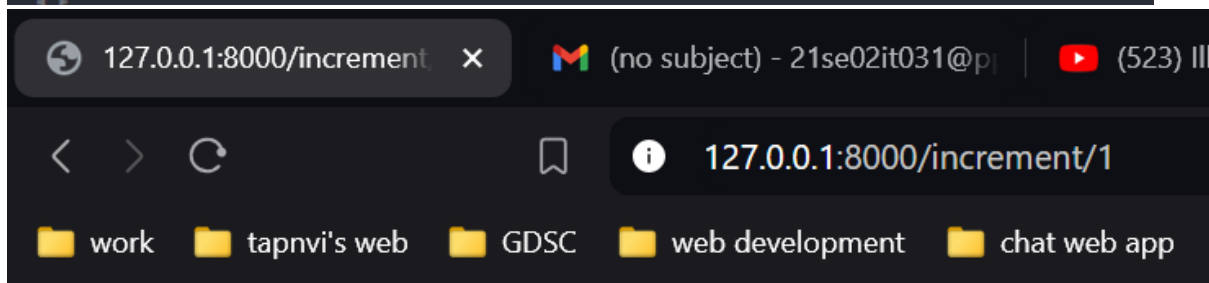 127.0.0.1:8000/increment
(no subject) - 21se02it031@p
(523) Ill
127.0.0.1:8000/increment/1
work
tapnvi's web
GDSC
web development
chat web app